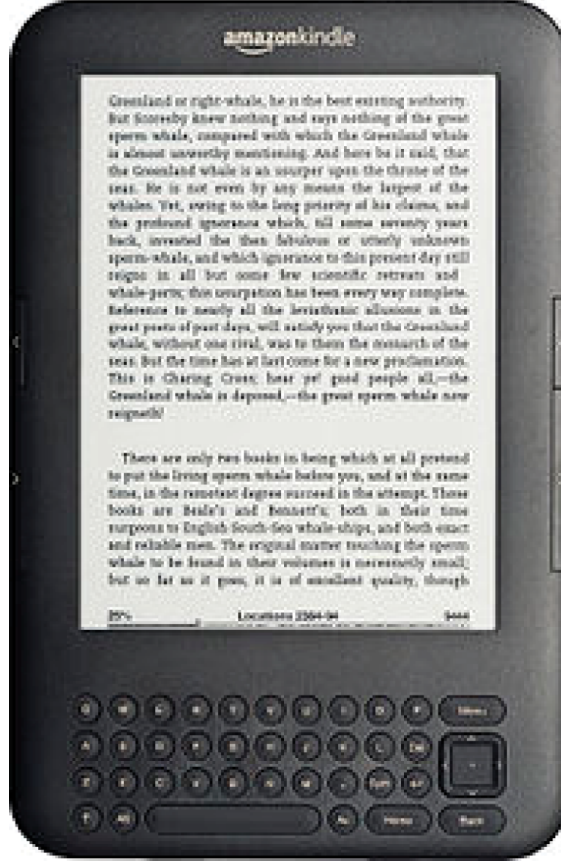 amazonkindle
Greenland or right-whale, he is the best existing authority.
But Scoresby knew nothing and says nothing of the great
sperm whale, compared with which the Greenland whale
is almost unworthy mentioning. And here be it said, that
the Greenland whale is an usurper upon the throne of the
seas. He is not even by any means the largest of the
whales. Yet, owing to the long priority of his claims, and
the profound ignorance which, till some seventy years
back, invested the then fabulous or utterly unknown
sperm-whale, and which ignorance to this present day still
reigns in all but some few scientific retreats and
whale-ports; this usurpation has been every way complete.
Reference to nearly all the leviathanic allusions in the
great poets of past days, will satisfy you that the Greenland
whale, without one rival, was to them the monarch of the
seas. But the time has at last come for a new proclamation.
This is Charing Cross; hear ye! good people all,—the
Greenland whale is deposed,—the great sperm whale now
reigneth!
There are only two books in being which at all pretend
to put the living sperm whale before you, and at the same
time, in the remotest degree succeed in the attempt. Those
books are Beale's and Bennett's; both in their time
surgeons to English South-Sea whale-ships, and both exact
and reliable men. The original matter touching the sperm
whale to be found in their volumes is necessarily small;
but so far as it goes, it is of excellent quality, though
Locations
Q W E R T Y U I O P Menu
A S D F G H J K L Del
Z X C V B N M . Sym
Alt Home Back